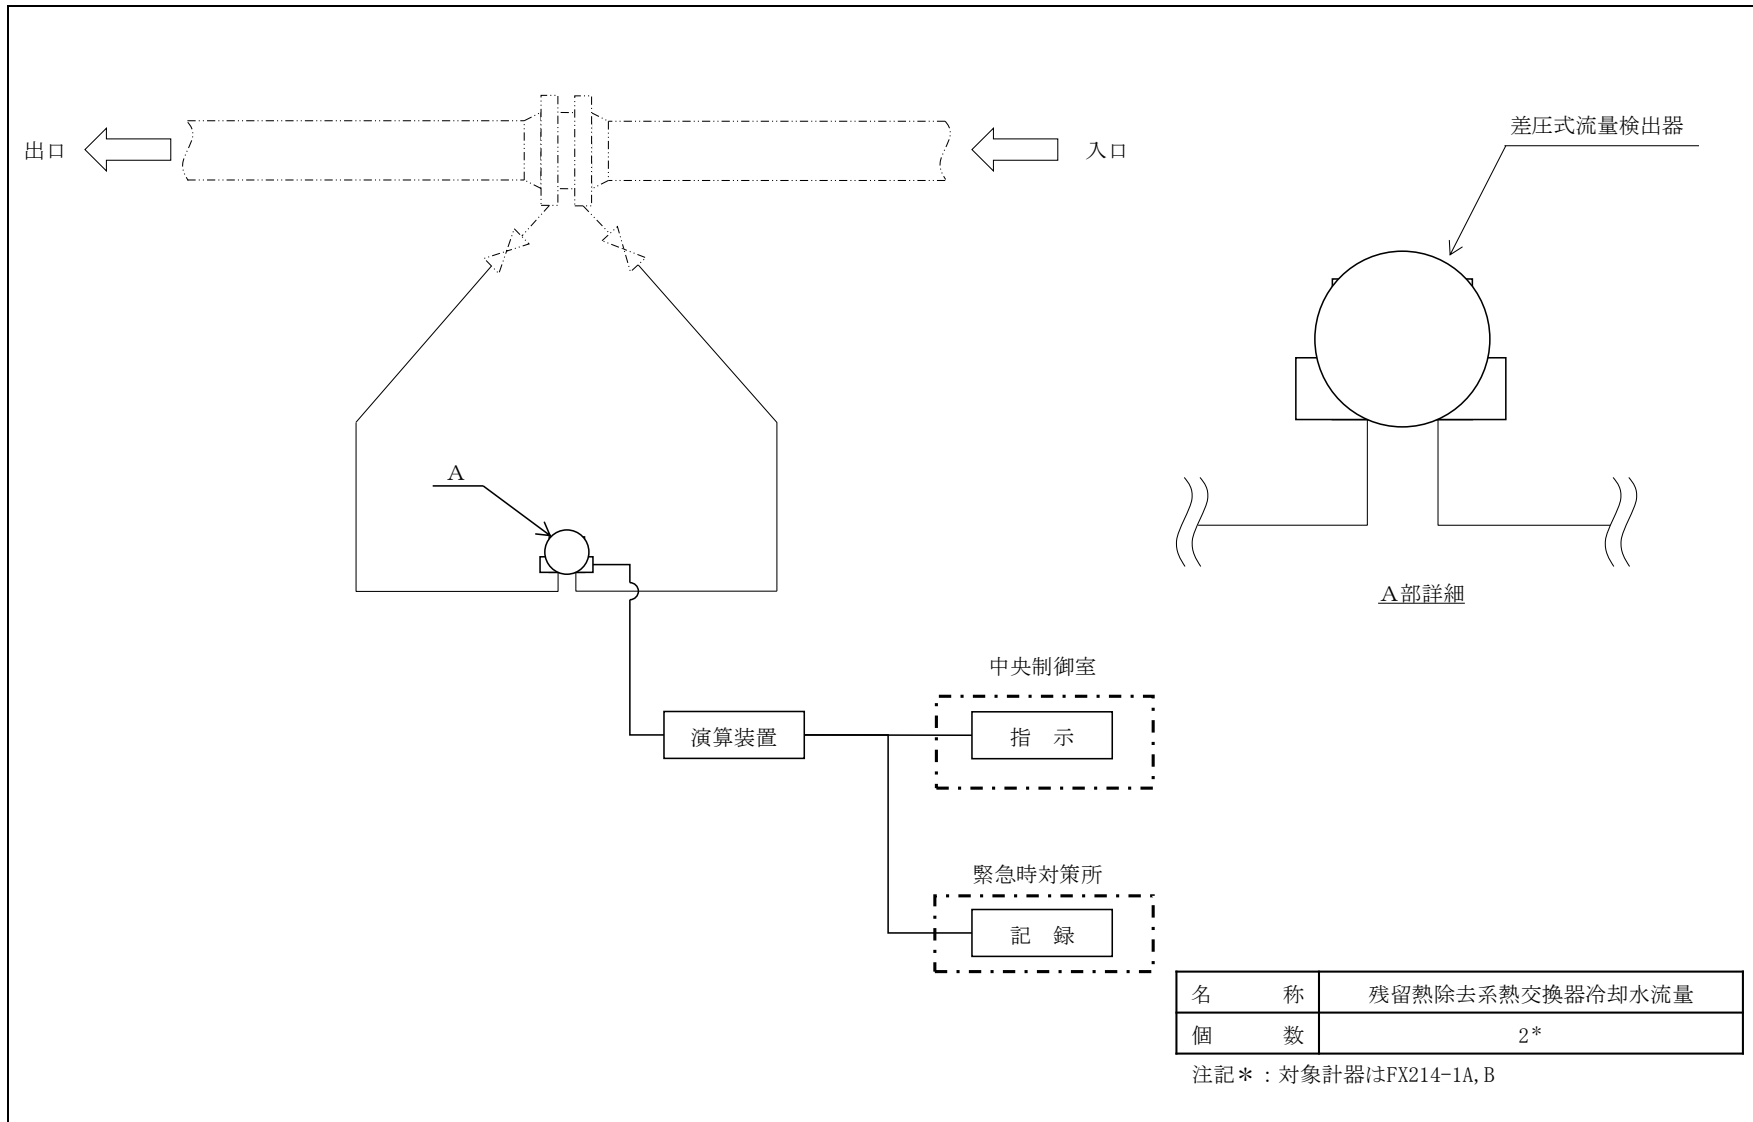 差圧式流量検出器
出口
入口
A
A部詳細
中央制御室
演算装置
指　示
緊急時対策所
記　録
名　　　称　残留熱除去系熱交換器冷却水流量
個　　　数　2*
注記＊：対象計器はFX214-1A,B